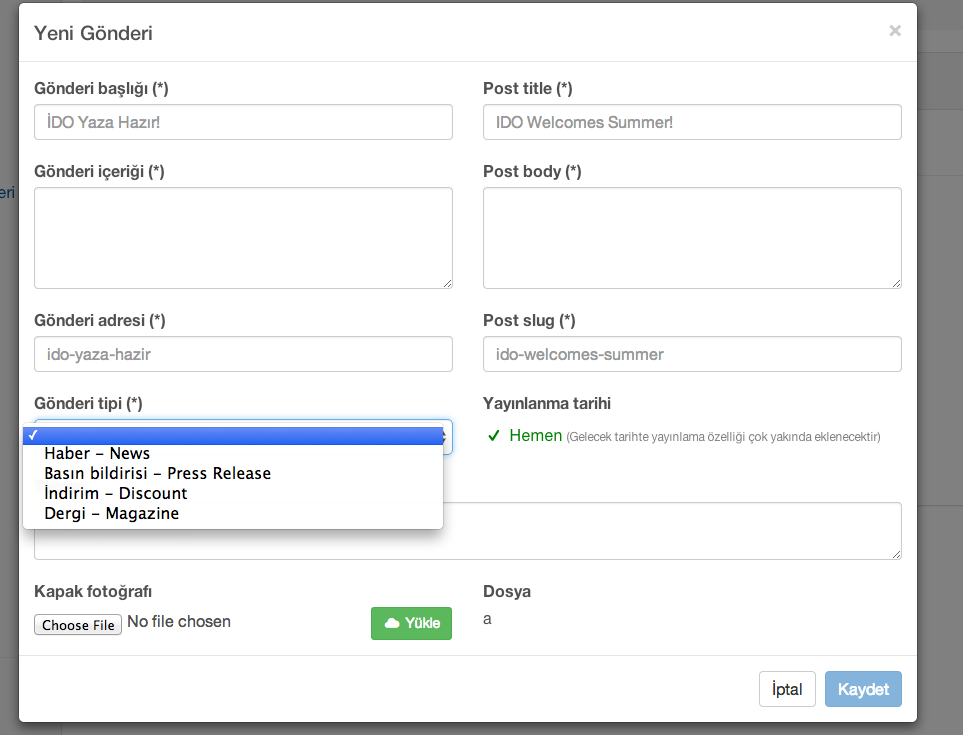 Yeni Gönderi ×
Gönderi başlığı (*) Post title (*)
İDO Yaza Hazır! IDO Welcomes Summer!
Gönderi içeriği (*) Post body (*)
Gönderi adresi (*) Post slug (*)
ido-yaza-hazir ido-welcomes-summer
Gönderi tipi (*) Yayınlanma tarihi
✓
✔ Hemen (Gelecek tarihte yayınlama özelliği çok yakında eklenecektir)
Haber – News
Basın bildirisi – Press Release
İndirim – Discount
Dergi – Magazine
Kapak fotoğrafı Dosya
Choose File No file chosen Yükle a
İptal Kaydet
eri